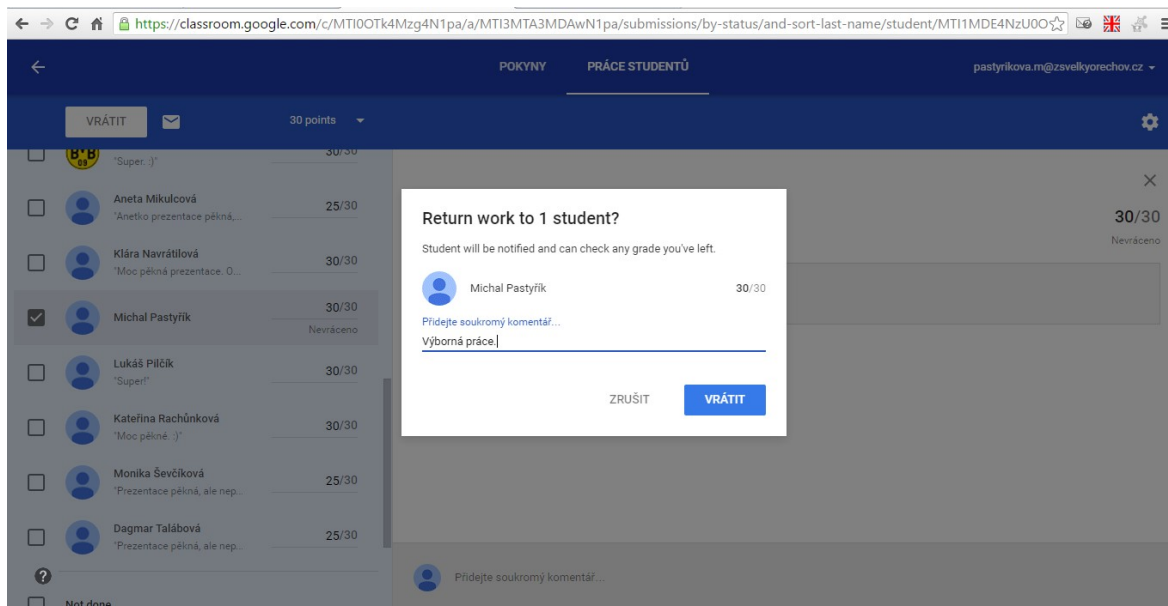 https://classroom.google.com/c/MTI0OTk4Mzg4N1pa/a/MTI3MTA3MDAwN1pa/submissions/by-status/and-sort-last-name/student/MTI1MDE4NzU0O
POKYNY
PRÁCE STUDENTŮ
pastyrikova.m@zsvelkyorechov.cz
VRÁTIT
30 points
B·B
09
30/30
"Super. :)"
Aneta Mikulcová
25/30
"Anetko prezentace pěkná,...
Klára Navrátilová
30/30
"Moc pěkná prezentace. O...
Michal Pastyřík
30/30
Nevráceno
Lukáš Pilčík
30/30
"Super!"
Kateřina Rachůnková
30/30
"Moc pěkné. :)"
Monika Ševčíková
25/30
"Prezentace pěkná, ale nep...
Dagmar Talábová
25/30
"Prezentace pěkná, ale nep...
Not done
30/30
Nevráceno
Return work to 1 student?
Student will be notified and can check any grade you've left.
Michal Pastyřík
30/30
Přidejte soukromý komentář...
Výborná práce.
ZRUŠIT
VRÁTIT
Přidejte soukromý komentář...